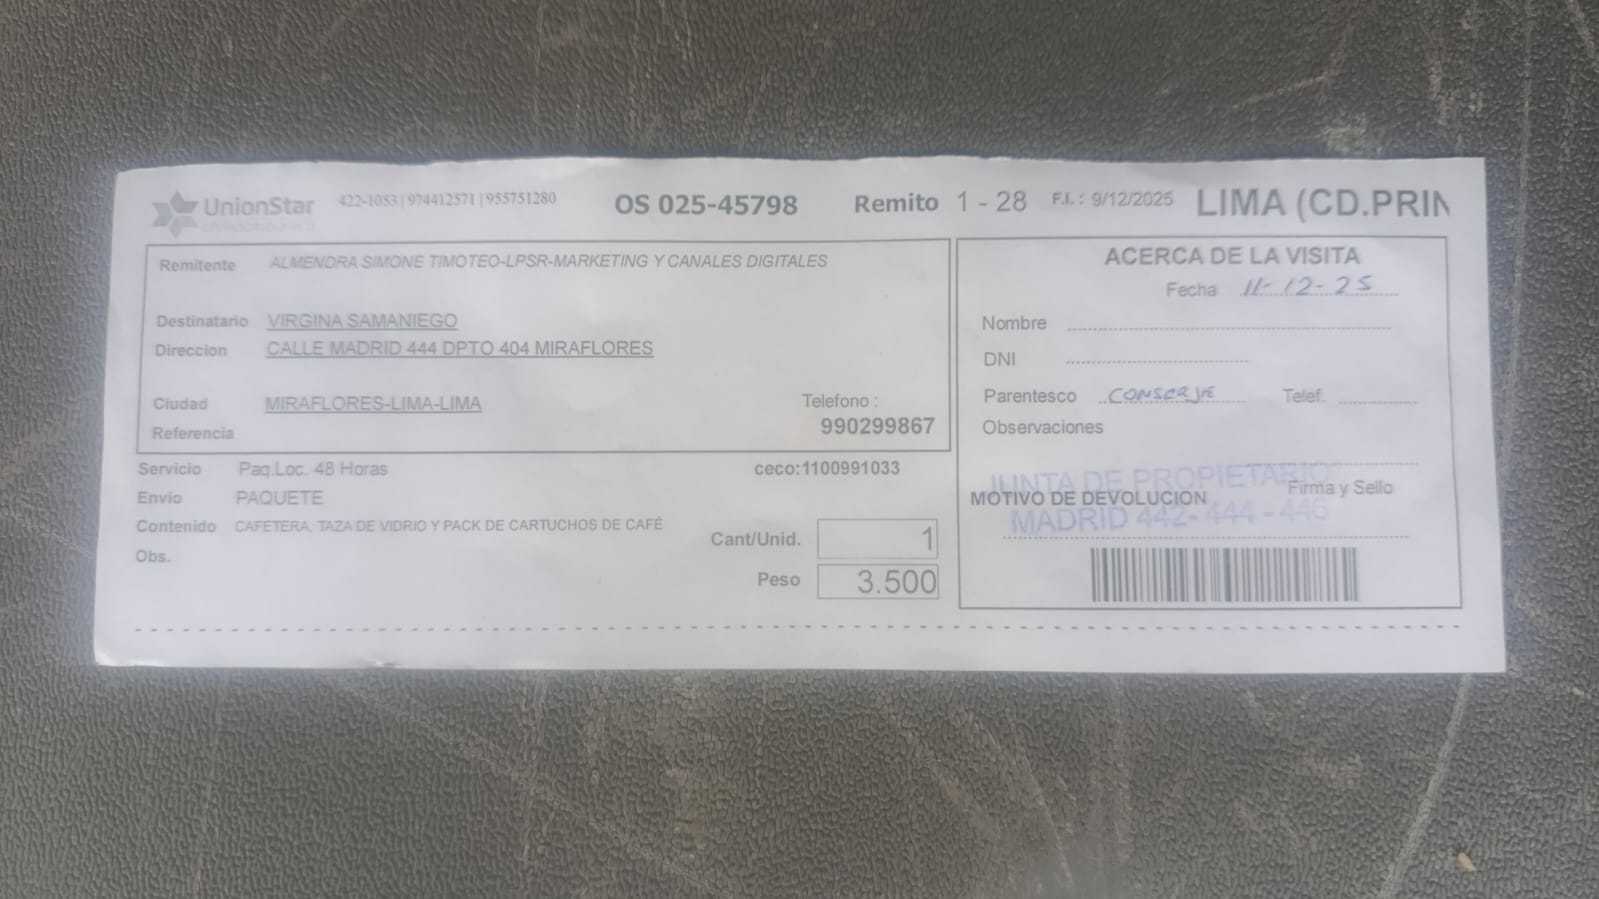 UnionStar 422-1053 | 974412571 | 955751280 OS 025-45798 Remito 1 - 28 F.I. : 9/12/2025 LIMA (CD.PRIN
Remitente ALMENDRA SIMONE TIMOTEO-LPSR-MARKETING Y CANALES DIGITALES
Destinatario VIRGINA SAMANIEGO
Direccion CALLE MADRID 444 DPTO 404 MIRAFLORES
Ciudad MIRAFLORES-LIMA-LIMA
Telefono :
990299867
Referencia
Servicio Paq.Loc. 48 Horas ceco:1100991033
Envio PAQUETE
Contenido CAFETERA, TAZA DE VIDRIO Y PACK DE CARTUCHOS DE CAFÉ
Obs.
Cant/Unid. 1
Peso 3.500
ACERCA DE LA VISITA
Fecha 11-12-25
Nombre
DNI
Parentesco CONSERJE Telef.
Observaciones
JUNTA DE PROPIETARIO
MOTIVO DE DEVOLUCION Firma y Sello
MADRID 442-444-446